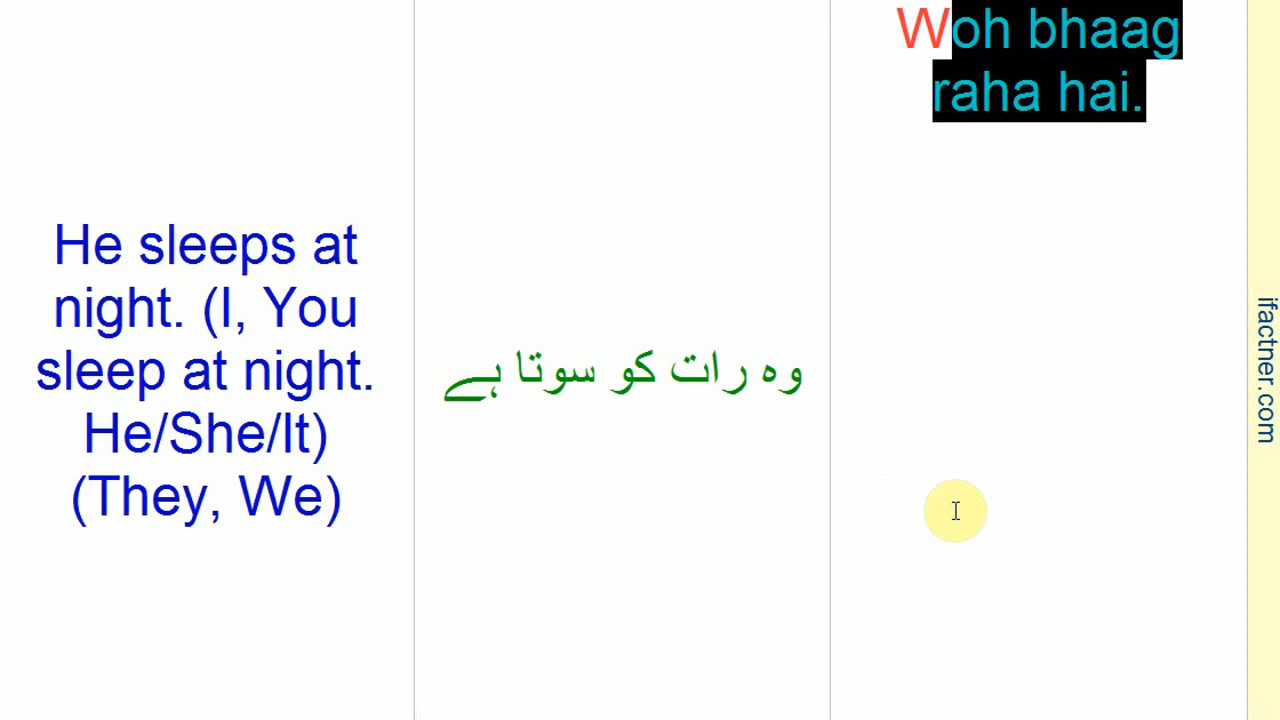 He sleeps at
night. (I, You
sleep at night.
He/She/It)
(They, We)
وہ رات کو سوتا ہے
Woh bhaag
raha hai.
ifactner.com